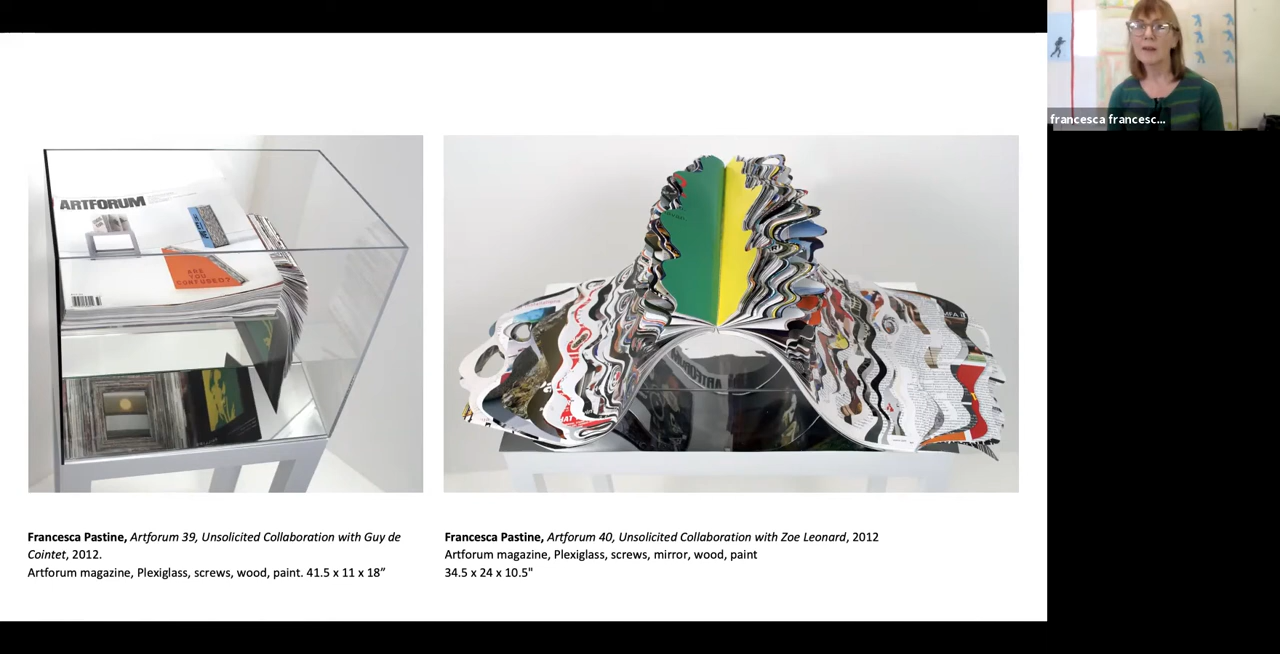 francesca francesc...
ARTFORUM
ARE
YOU
CONFUSED?
Francesca Pastine, Artforum 39, Unsolicited Collaboration with Guy de
Cointet, 2012.
Artforum magazine, Plexiglass, screws, wood, paint. 41.5 x 11 x 18”
Francesca Pastine, Artforum 40, Unsolicited Collaboration with Zoe Leonard, 2012
Artforum magazine, Plexiglass, screws, mirror, wood, paint
34.5 x 24 x 10.5"